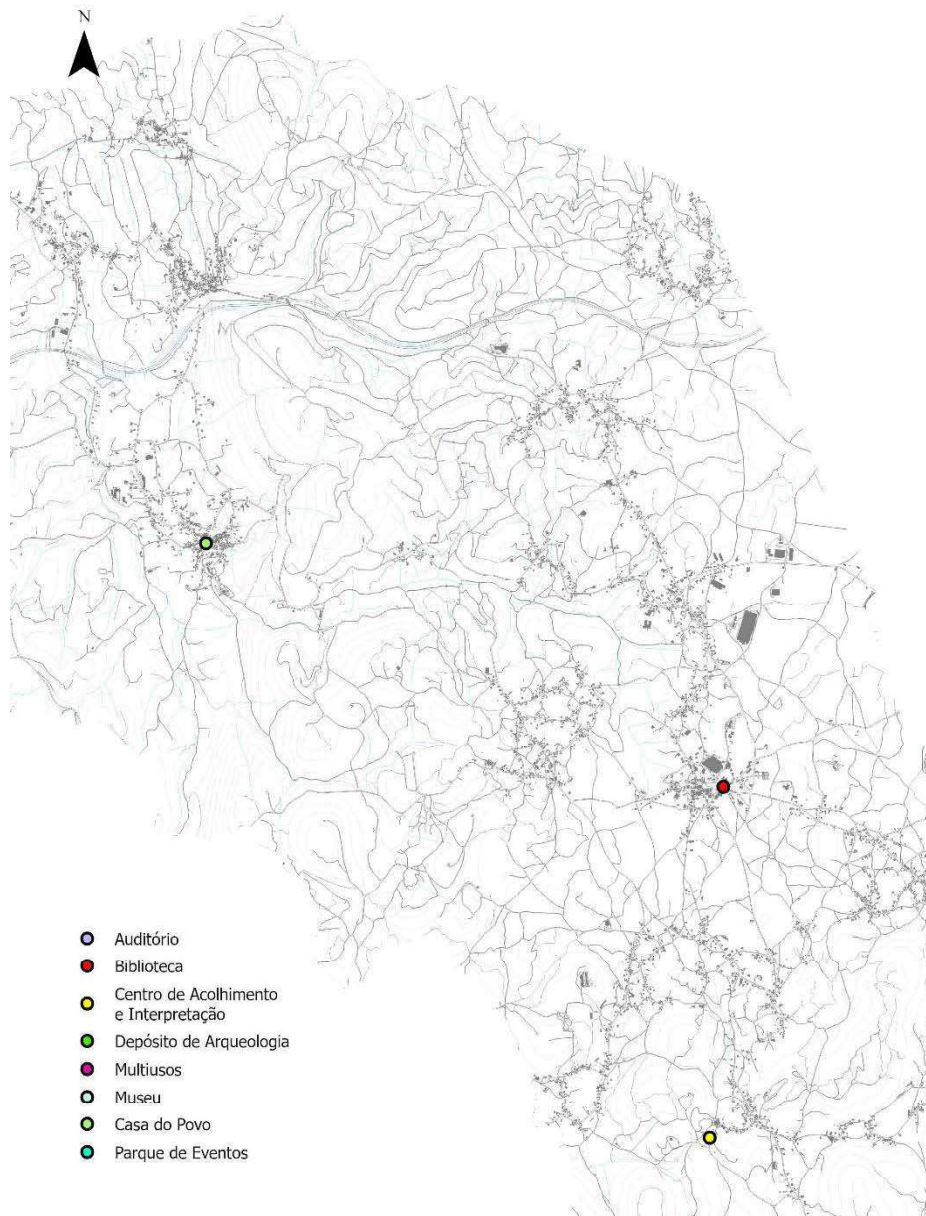 N
Auditório
Biblioteca
Centro de Acolhimento
e Interpretação
Depósito de Arqueologia
Multiusos
Museu
Casa do Povo
Parque de Eventos